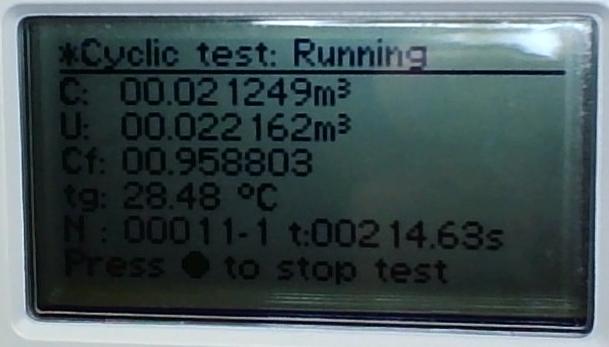 *Cyclic test: Running
C: 00.021249m³
U: 00.022162m³
Cf: 00.958803
tg: 28.48 °C
N : 00011-1 t:00214.63s
Press ● to stop test